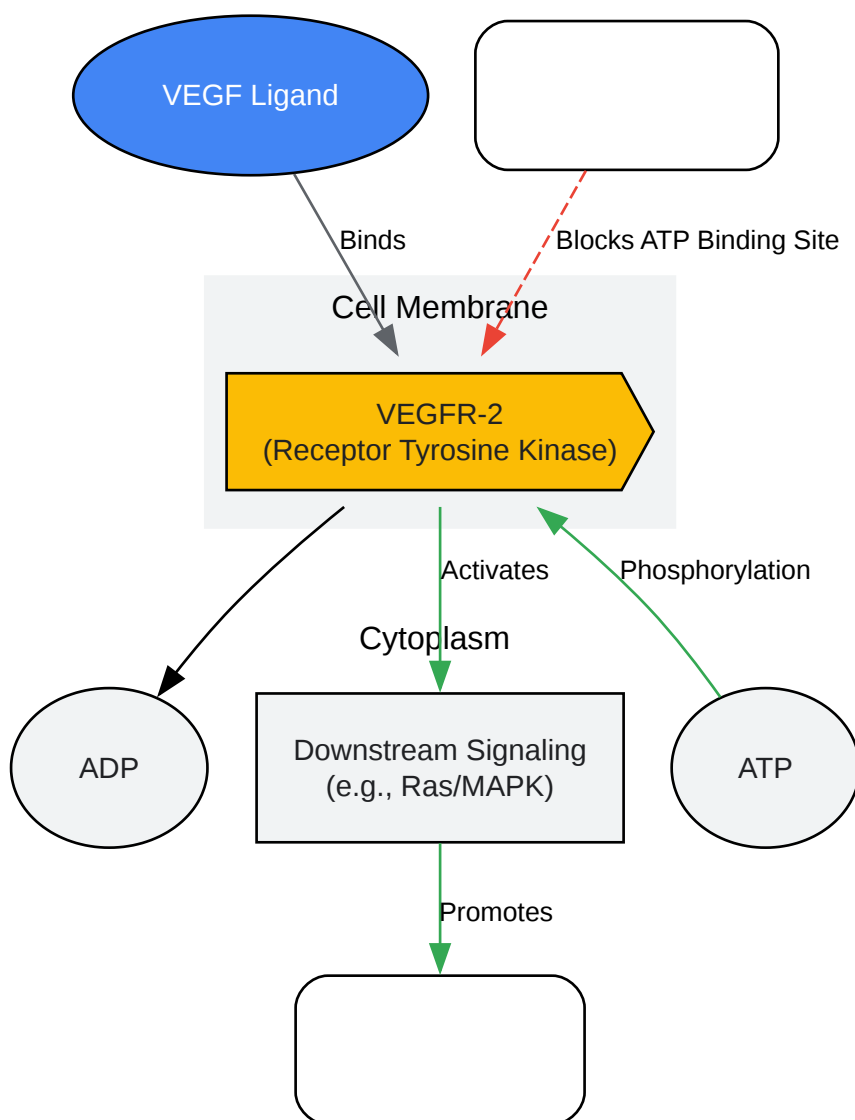 VEGF Ligand
Binds
Blocks ATP Binding Site
Cell Membrane
VEGFR-2
(Receptor Tyrosine Kinase)
Activates
Phosphorylation
Cytoplasm
ADP
Downstream Signaling
(e.g., Ras/MAPK)
ATP
Promotes